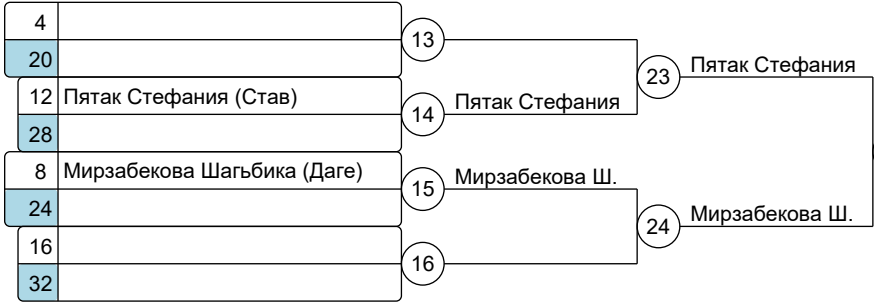 4
13
20
23 Пятак Стефания
12 Пятак Стефания (Став)
14 Пятак Стефания
28
8 Мирзабекова Шагьбика (Даге)
15 Мирзабекова Ш.
24
24 Мирзабекова Ш.
16
16
32